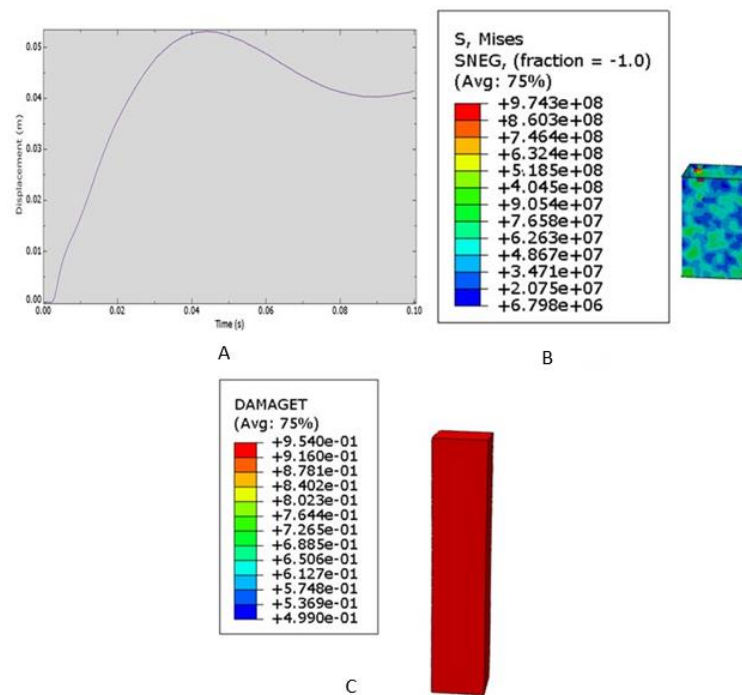 0.05
0.04
0.03
0.02
0.01
0.00
Displacement (m)
0.00 0.02 0.04 0.06 0.08 0.10
Time (s)
A
S, Mises
SNEG, (fraction = -1.0)
(Avg: 75%)
+9.743e+08
+8.603e+08
+7.464e+08
+6.324e+08
+5.185e+08
+4.045e+08
+9.054e+07
+7.658e+07
+6.263e+07
+4.867e+07
+3.471e+07
+2.075e+07
+6.798e+06
B
DAMAGET
(Avg: 75%)
+9.540e-01
+9.160e-01
+8.781e-01
+8.402e-01
+8.023e-01
+7.644e-01
+7.265e-01
+6.885e-01
+6.506e-01
+6.127e-01
+5.748e-01
+5.369e-01
+4.990e-01
C